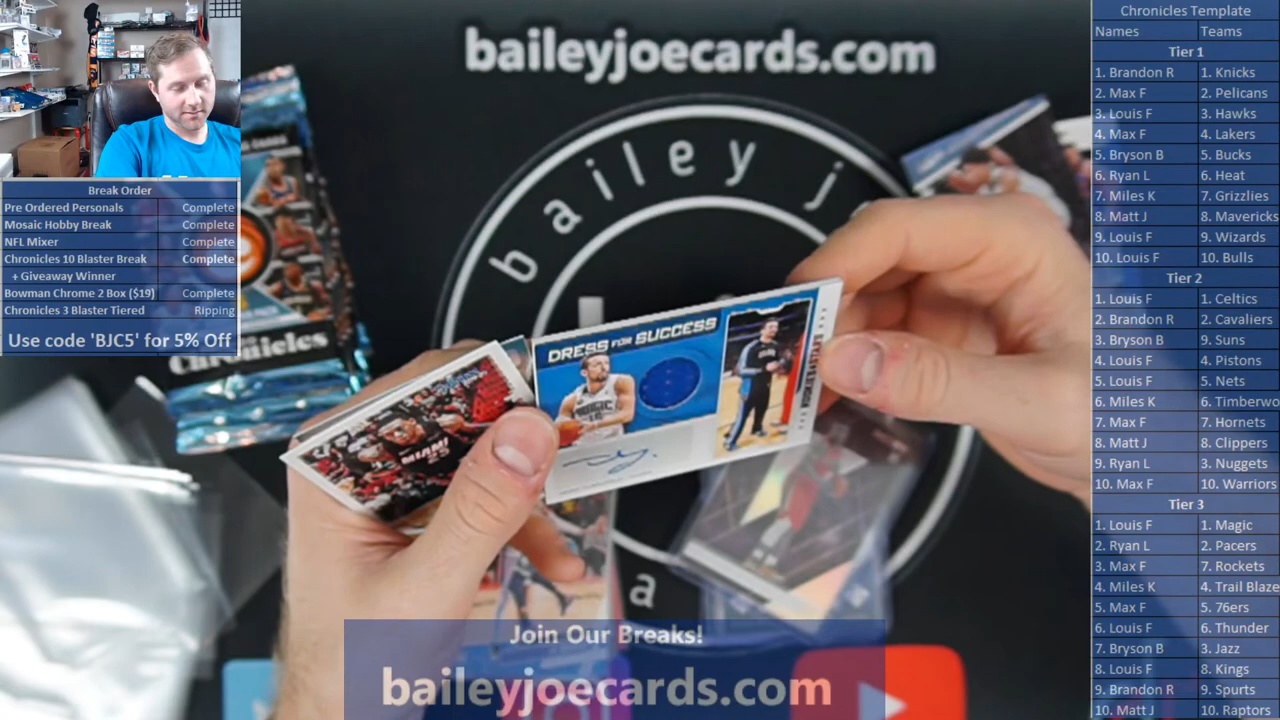 baileyjoecards.com
bailey j
a
Break Order
Pre Ordered Personals Complete
Mosaic Hobby Break Complete
NFL Mixer Complete
Chronicles 10 Blaster Break Complete
+ Giveaway Winner
Bowman Chrome 2 Box ($19) Complete
Chronicles 3 Blaster Tiered Ripping
Use code 'BJC5' for 5% Off
Chronicles
DRESS FOR SUCCESS
MAGIC
MIAMI
25
Join Our Breaks!
baileyjoecards.com
Chronicles Template
Names Teams
Tier 1
1. Brandon R 1. Knicks
2. Max F 2. Pelicans
3. Louis F 3. Hawks
4. Max F 4. Lakers
5. Bryson B 5. Bucks
6. Ryan L 6. Heat
7. Miles K 7. Grizzlies
8. Matt J 8. Mavericks
9. Louis F 9. Wizards
10. Louis F 10. Bulls
Tier 2
1. Louis F 1. Celtics
2. Brandon R 2. Cavaliers
3. Bryson B 9. Suns
4. Louis F 4. Pistons
5. Louis F 5. Nets
6. Miles K 6. Timberwo
7. Max F 7. Hornets
8. Matt J 8. Clippers
9. Ryan L 3. Nuggets
10. Max F 10. Warriors
Tier 3
1. Louis F 1. Magic
2. Ryan L 2. Pacers
3. Max F 7. Rockets
4. Miles K 4. Trail Blaze
5. Max F 5. 76ers
6. Louis F 6. Thunder
7. Bryson B 3. Jazz
8. Louis F 8. Kings
9. Brandon R 9. Spurts
10. Matt J 10. Raptors